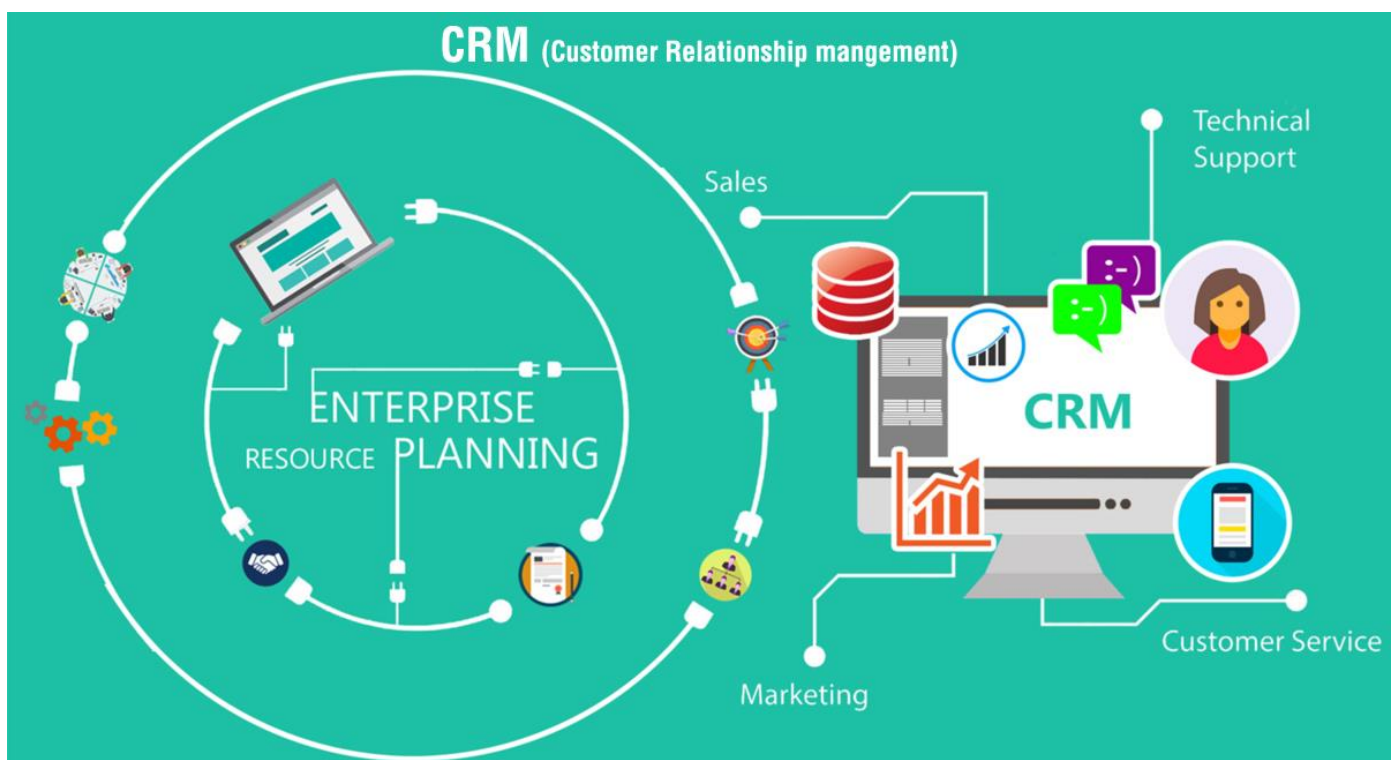 CRM (Customer Relationship mangement)
Technical
Support
Sales
ENTERPRISE
RESOURCE PLANNING
:-)
:-)
CRM
Customer Service
Marketing